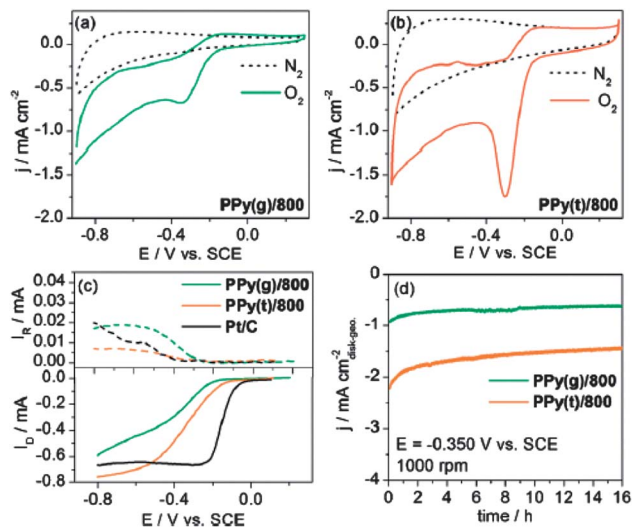 (a)
N2
O2
PPy(g)/800
0.0
-0.5
-1.0
-1.5
-2.0
j / mA cm-2
-0.8
-0.4
0.0
E / V vs. SCE
(b)
N2
O2
PPy(t)/800
0.0
-0.5
-1.0
-1.5
-2.0
j / mA cm-2
-0.8
-0.4
0.0
E / V vs. SCE
(c)
PPy(g)/800
PPy(t)/800
Pt/C
0.04
0.03
0.02
0.01
0.00
IR / mA
0.0
-0.2
-0.4
-0.6
-0.8
ID / mA
-0.8
-0.4
0.0
E / V vs. SCE
(d)
PPy(g)/800
PPy(t)/800
E = -0.350 V vs. SCE
1000 rpm
0
-1
-2
-3
-4
j / mA cm-2 disk-geo.
0 2 4 6 8 10 12 14 16
time / h